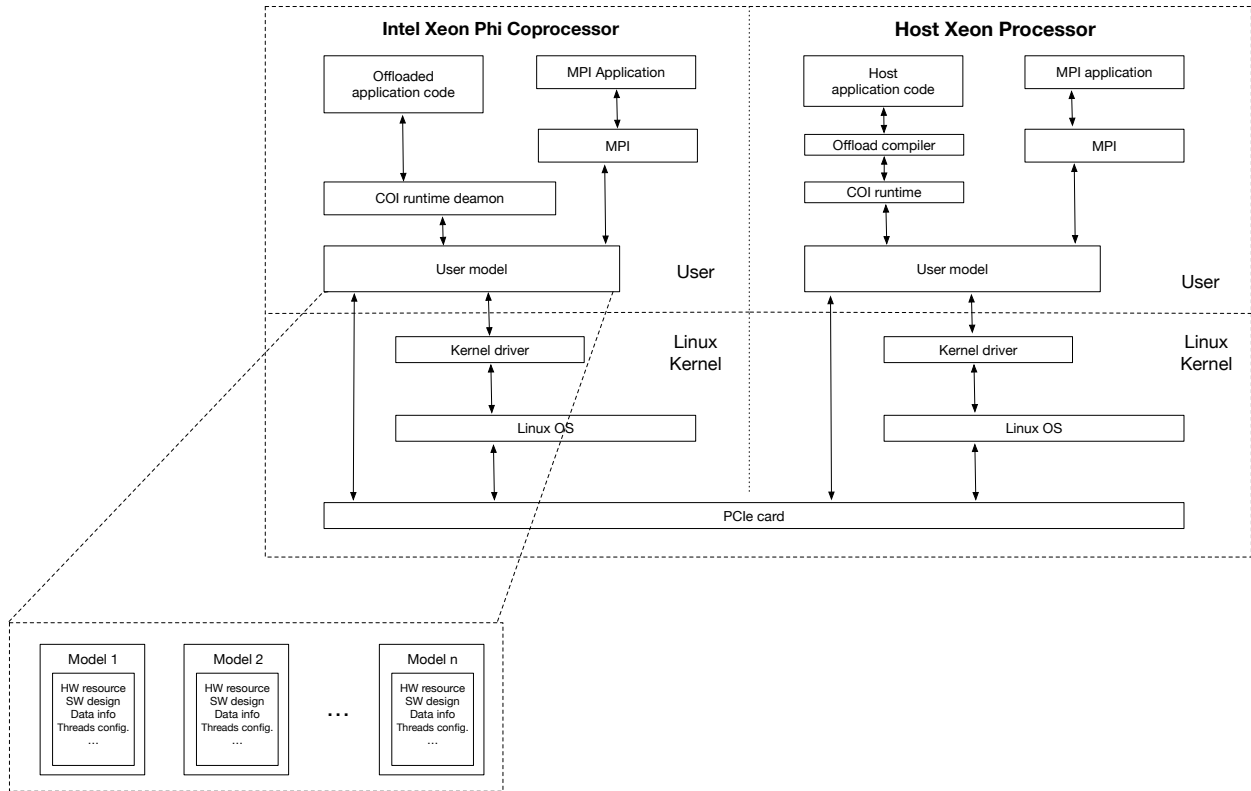 Intel Xeon Phi Coprocessor
Host Xeon Processor
Offloaded
application code
MPI Application
MPI
COI runtime deamon
User model
User
Kernel driver
Linux
Kernel
Linux OS
Host
application code
MPI application
Offload compiler
MPI
COI runtime
User model
User
Kernel driver
Linux
Kernel
Linux OS
PCIe card
Model 1
HW resource
SW design
Data info
Threads config.
...
Model 2
HW resource
SW design
Data info
Threads config.
...
...
Model n
HW resource
SW design
Data info
Threads config.
...